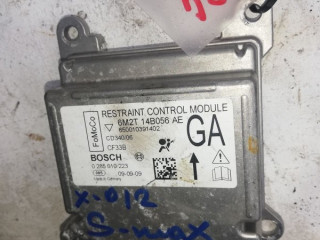 RESTRAINT CONTROL MODULE
FoMoCo
6M2T 14B056 AE
650010391402
CD340/06
GA
CF33B
BOSCH
0 285 010 223
09-09-09
X-012
S-max